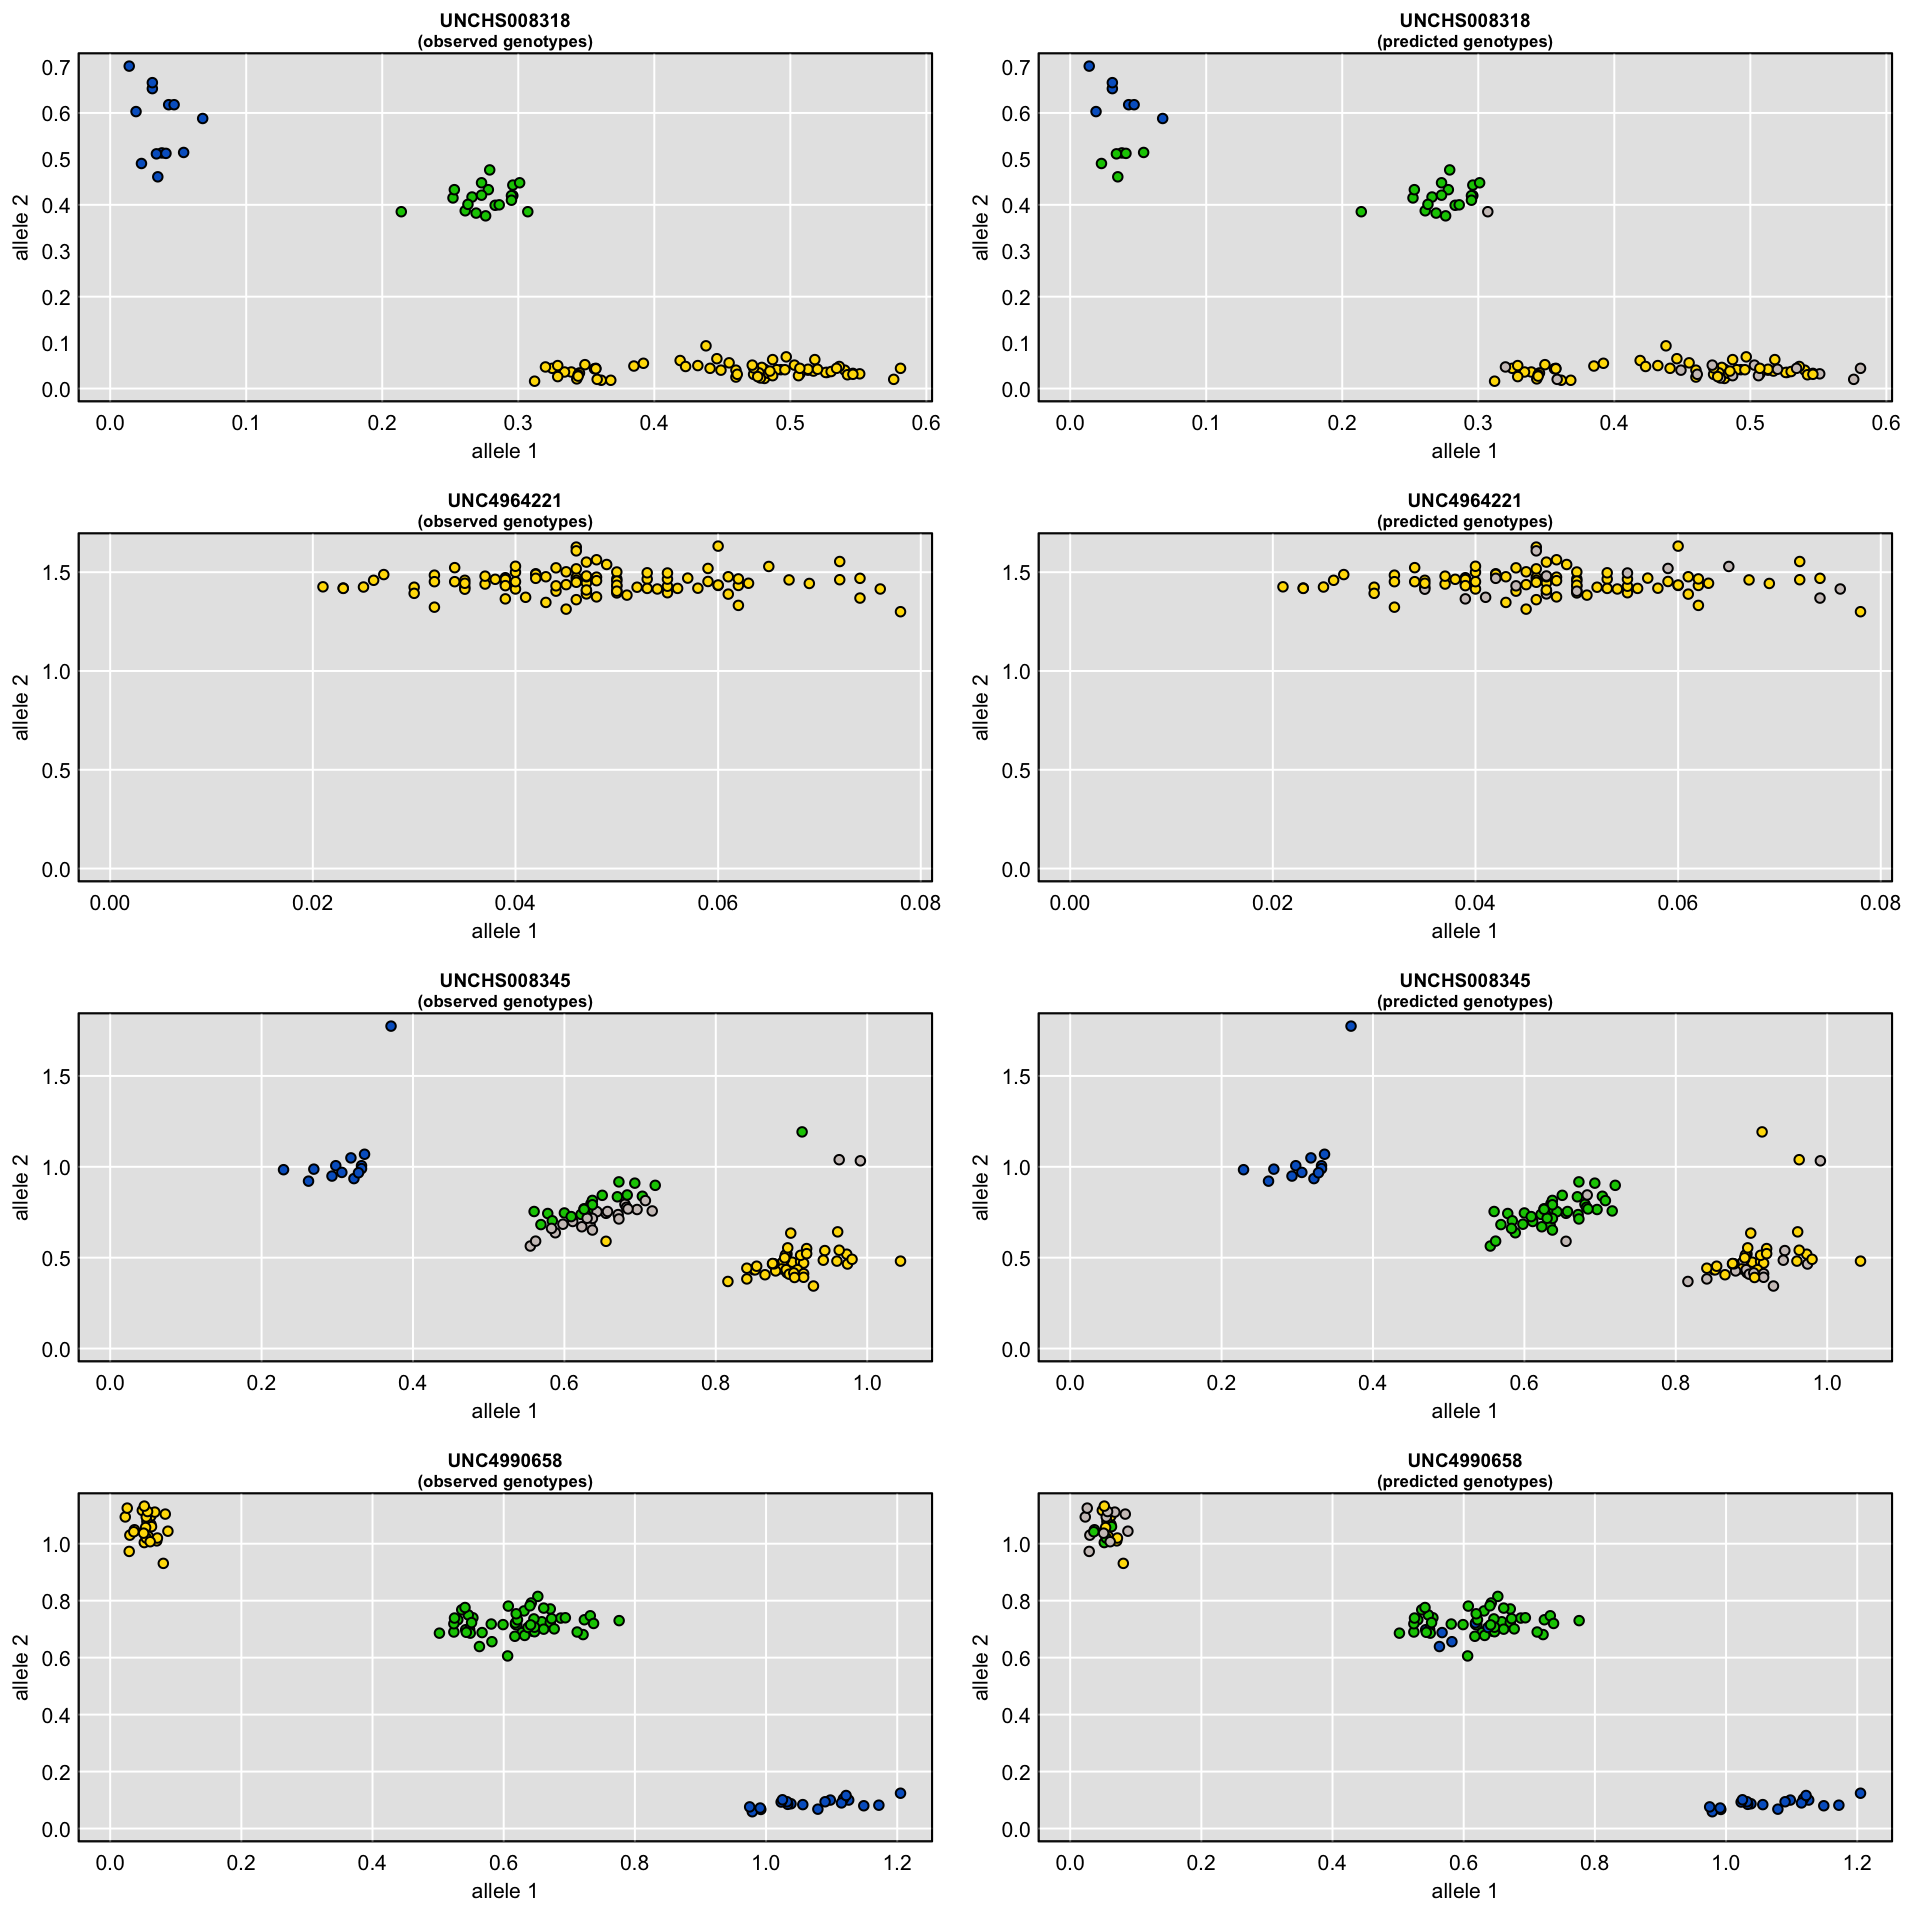 UNCHS008318
(observed genotypes)
0.7
0.6
0.5
0.4
0.3
0.2
0.1
0.0
allele 2
0.0 0.1 0.2 0.3 0.4 0.5 0.6
allele 1
UNCHS008318
(predicted genotypes)
0.7
0.6
0.5
0.4
0.3
0.2
0.1
0.0
allele 2
0.0 0.1 0.2 0.3 0.4 0.5 0.6
allele 1
UNC4964221
(observed genotypes)
1.5
1.0
0.5
0.0
allele 2
0.00 0.02 0.04 0.06 0.08
allele 1
UNC4964221
(predicted genotypes)
1.5
1.0
0.5
0.0
allele 2
0.00 0.02 0.04 0.06 0.08
allele 1
UNCHS008345
(observed genotypes)
1.5
1.0
0.5
0.0
allele 2
0.0 0.2 0.4 0.6 0.8 1.0
allele 1
UNCHS008345
(predicted genotypes)
1.5
1.0
0.5
0.0
allele 2
0.0 0.2 0.4 0.6 0.8 1.0
allele 1
UNC4990658
(observed genotypes)
1.0
0.8
0.6
0.4
0.2
0.0
allele 2
0.0 0.2 0.4 0.6 0.8 1.0 1.2
allele 1
UNC4990658
(predicted genotypes)
1.0
0.8
0.6
0.4
0.2
0.0
allele 2
0.0 0.2 0.4 0.6 0.8 1.0 1.2
allele 1